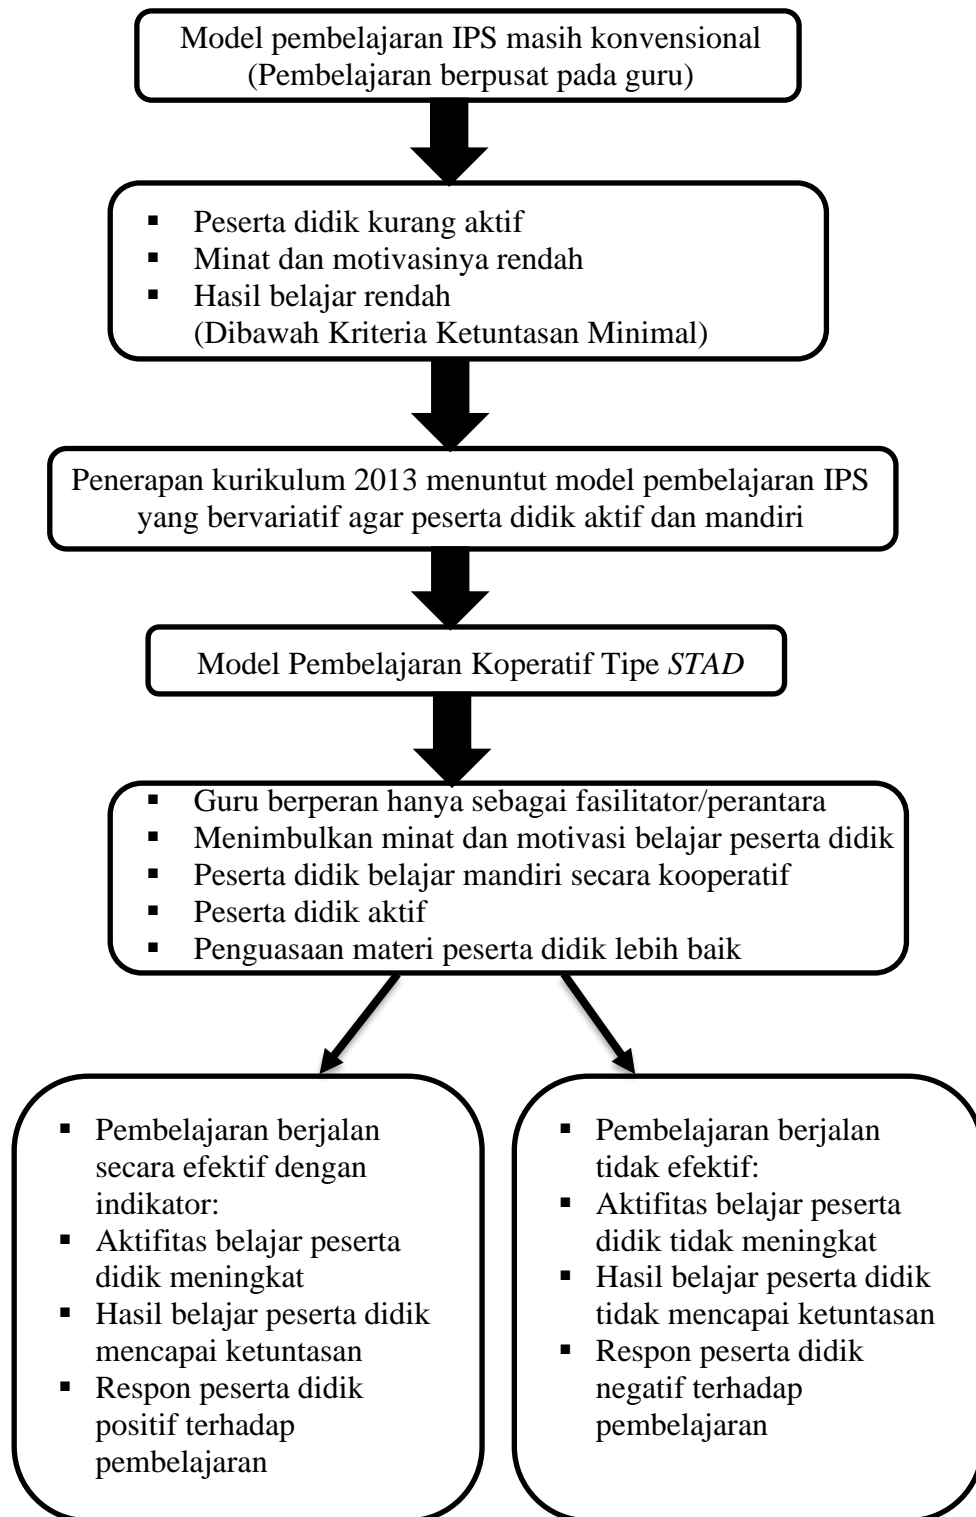 Model pembelajaran IPS masih konvensional
(Pembelajaran berpusat pada guru)
▪ Peserta didik kurang aktif
▪ Minat dan motivasinya rendah
▪ Hasil belajar rendah
(Dibawah Kriteria Ketuntasan Minimal)
Penerapan kurikulum 2013 menuntut model pembelajaran IPS
yang bervariatif agar peserta didik aktif dan mandiri
Model Pembelajaran Koperatif Tipe STAD
▪ Guru berperan hanya sebagai fasilitator/perantara
▪ Menimbulkan minat dan motivasi belajar peserta didik
▪ Peserta didik belajar mandiri secara kooperatif
▪ Peserta didik aktif
▪ Penguasaan materi peserta didik lebih baik
▪ Pembelajaran berjalan
secara efektif dengan
indikator:
▪ Aktifitas belajar peserta
didik meningkat
▪ Hasil belajar peserta didik
mencapai ketuntasan
▪ Respon peserta didik
positif terhadap
pembelajaran
▪ Pembelajaran berjalan
tidak efektif:
▪ Aktifitas belajar peserta
didik tidak meningkat
▪ Hasil belajar peserta didik
tidak mencapai ketuntasan
▪ Respon peserta didik
negatif terhadap
pembelajaran